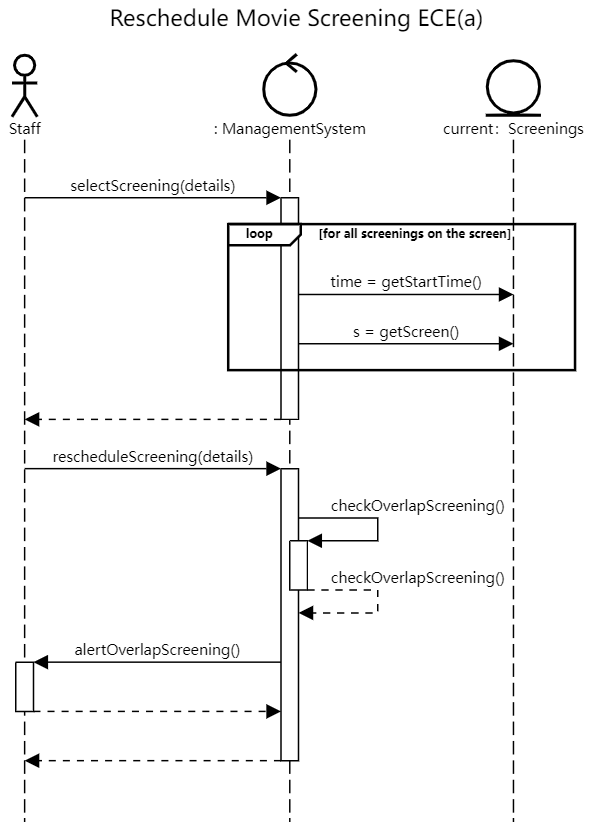 Reschedule Movie Screening ECE(a)
Staff
: ManagementSystem
current: Screenings
selectScreening(details)
loop
[for all screenings on the screen]
time = getStartTime()
s = getScreen()
rescheduleScreening(details)
checkOverlapScreening()
checkOverlapScreening()
alertOverlapScreening()